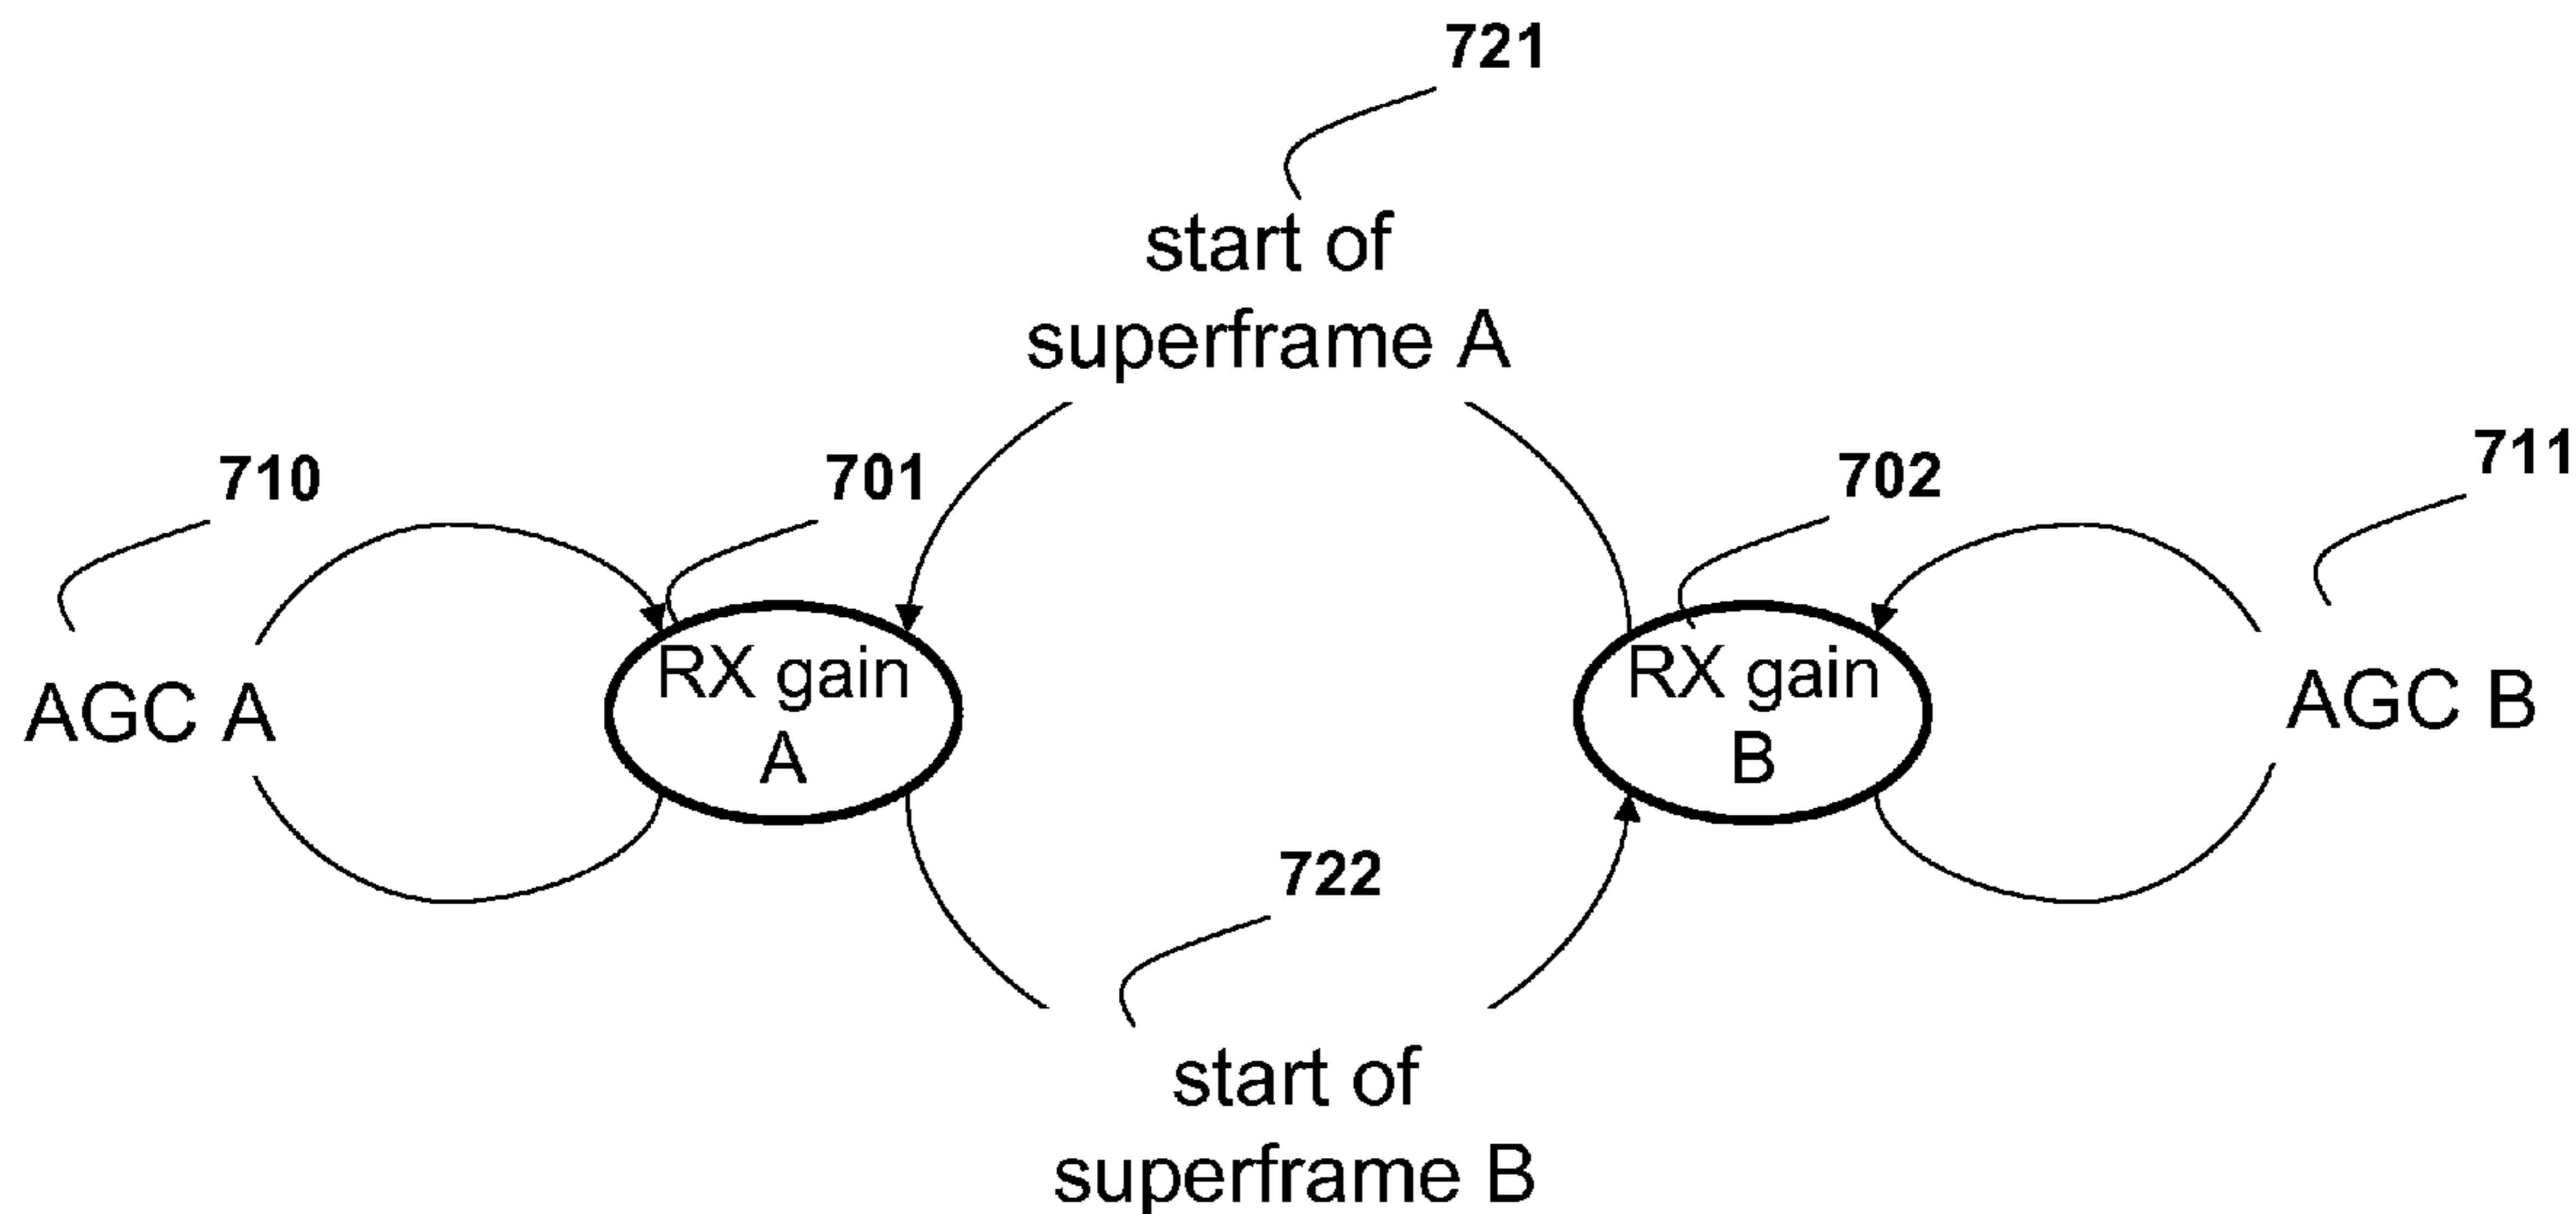 721
start of
superframe A
710
701
702
711
AGC A
RX gain
A
RX gain
B
AGC B
722
start of
superframe B